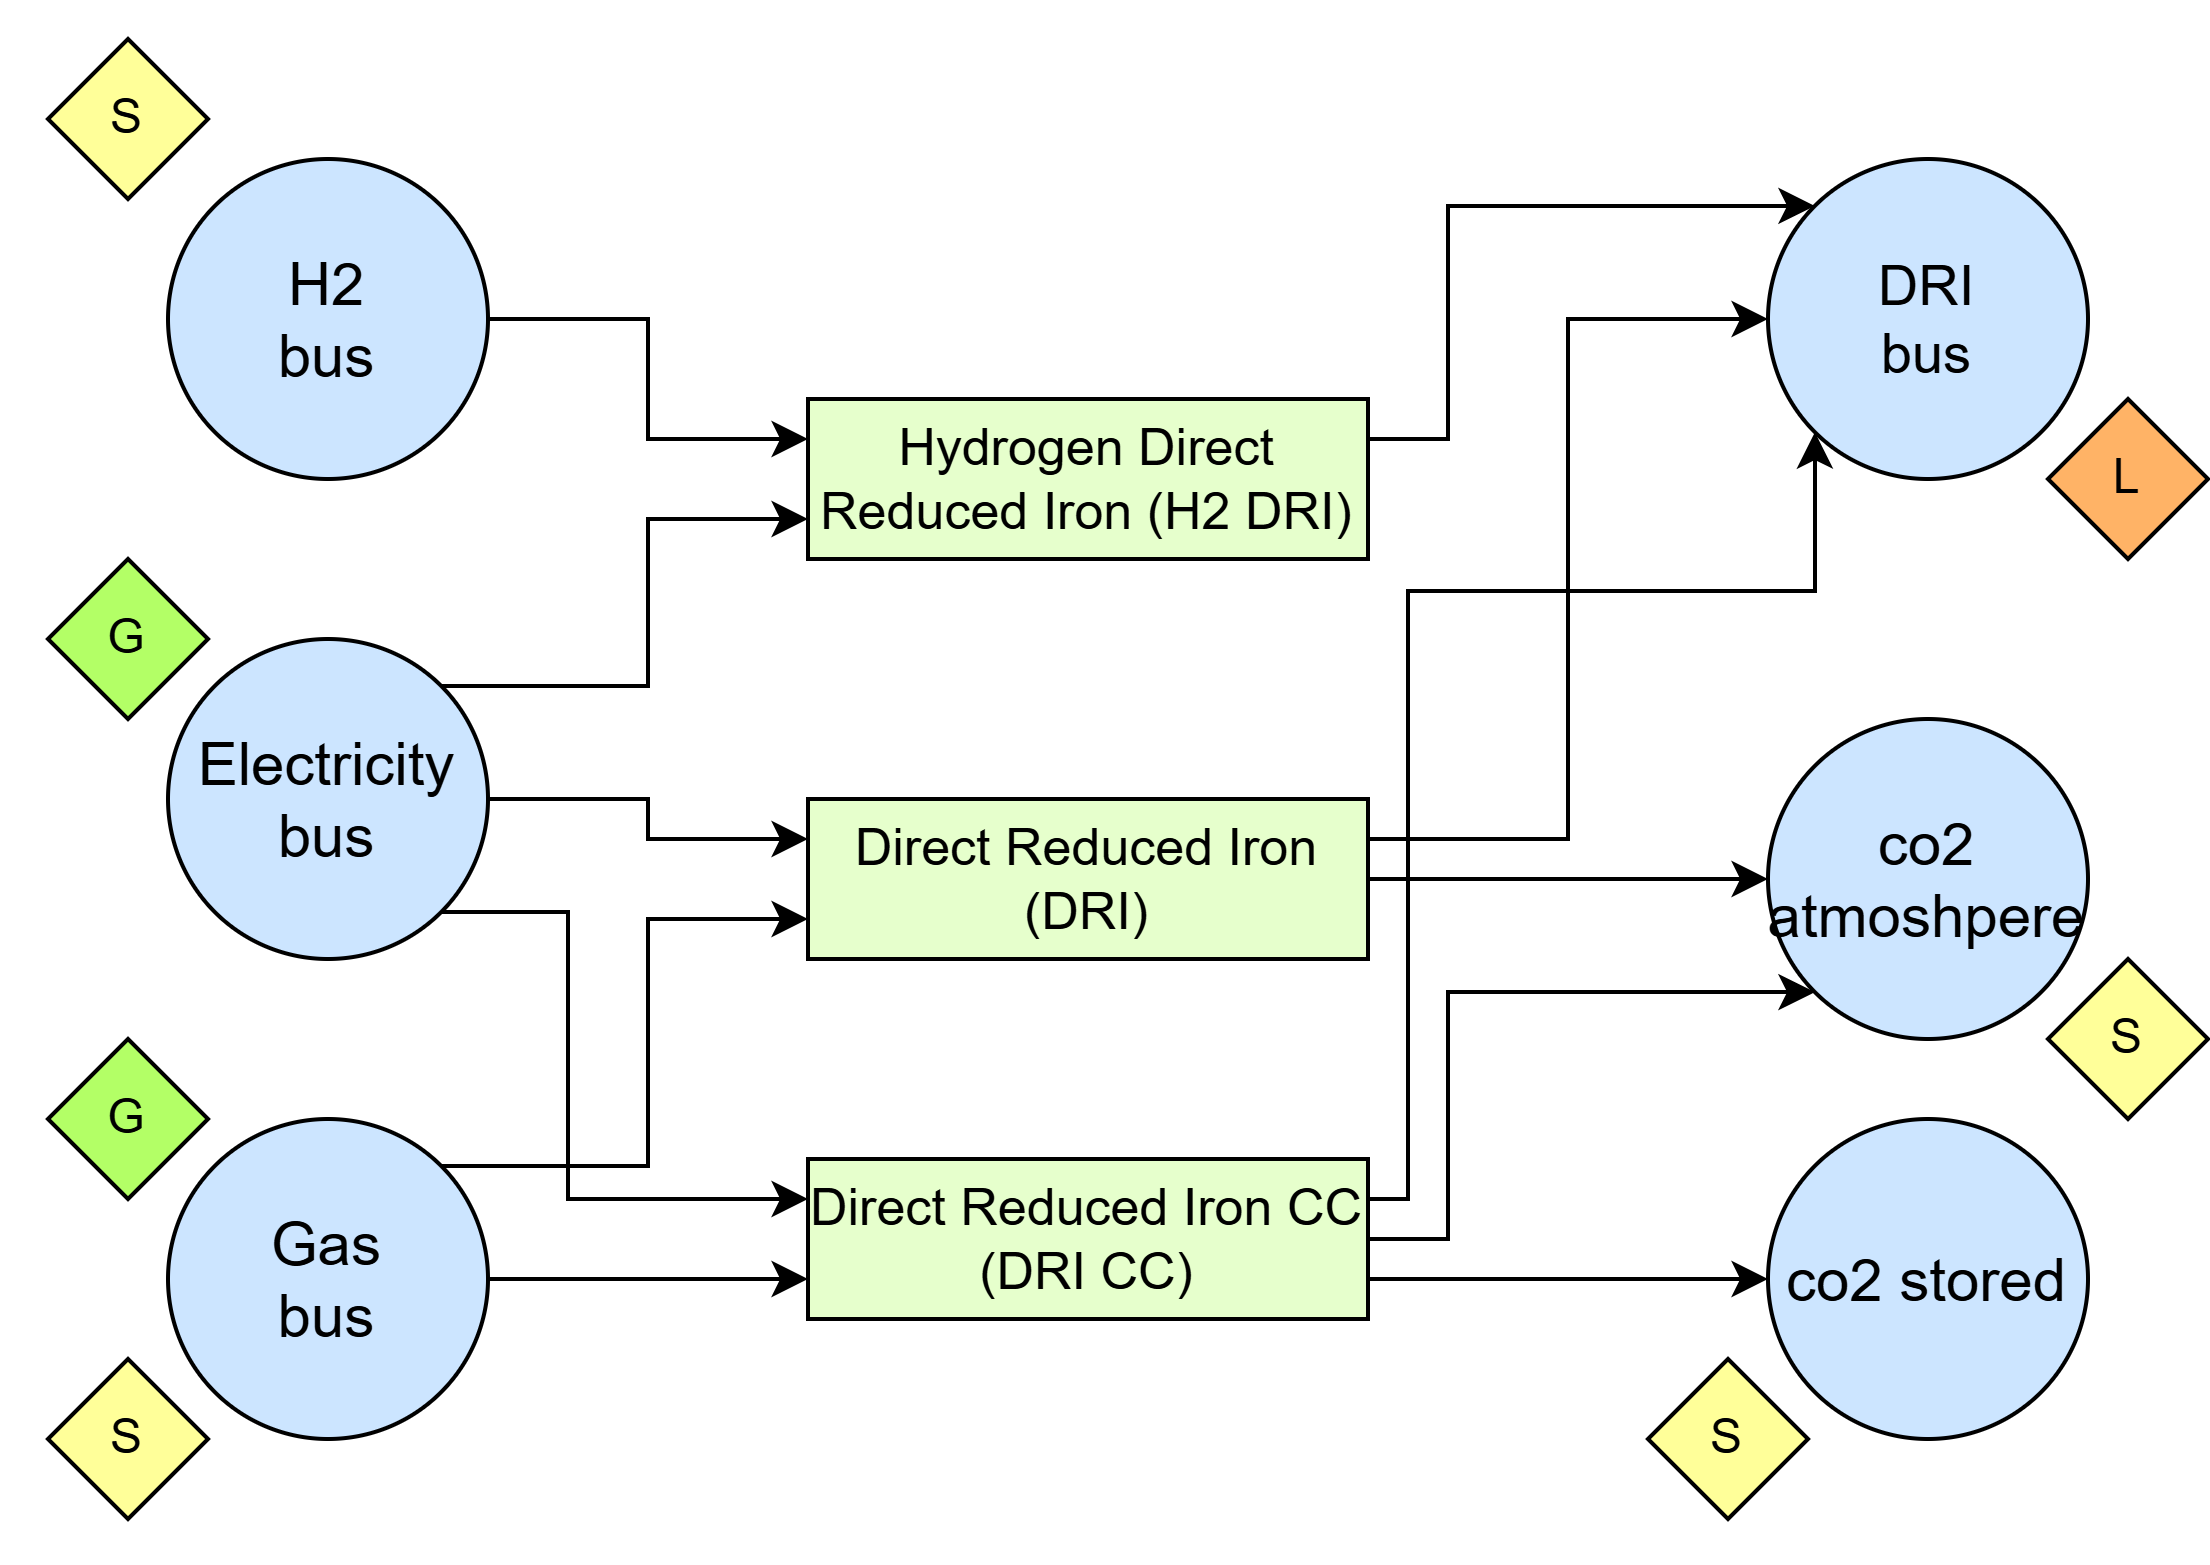 S
H2
bus
G
Electricity
bus
G
Gas
bus
S
Hydrogen Direct
Reduced Iron (H2 DRI)
Direct Reduced Iron
(DRI)
Direct Reduced Iron CC
(DRI CC)
DRI
bus
L
co2
atmoshpere
S
co2 stored
S